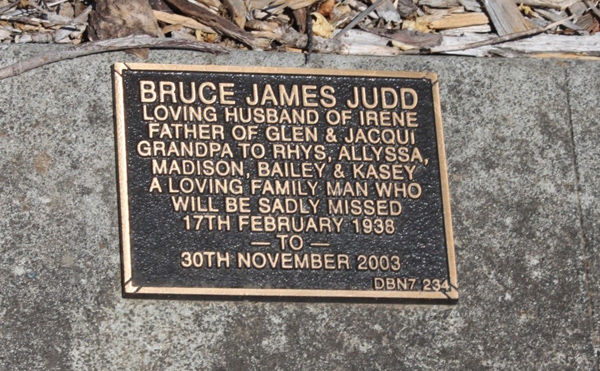 BRUCE JAMES JUDD
LOVING HUSBAND OF IRENE
FATHER OF GLEN & JACQUI
GRANDPA TO RHYS, ALLYSSA,
MADISON, BAILEY & KASEY
A LOVING FAMILY MAN WHO
WILL BE SADLY MISSED
17TH FEBRUARY 1938
— TO —
30TH NOVEMBER 2003
DBN7 234